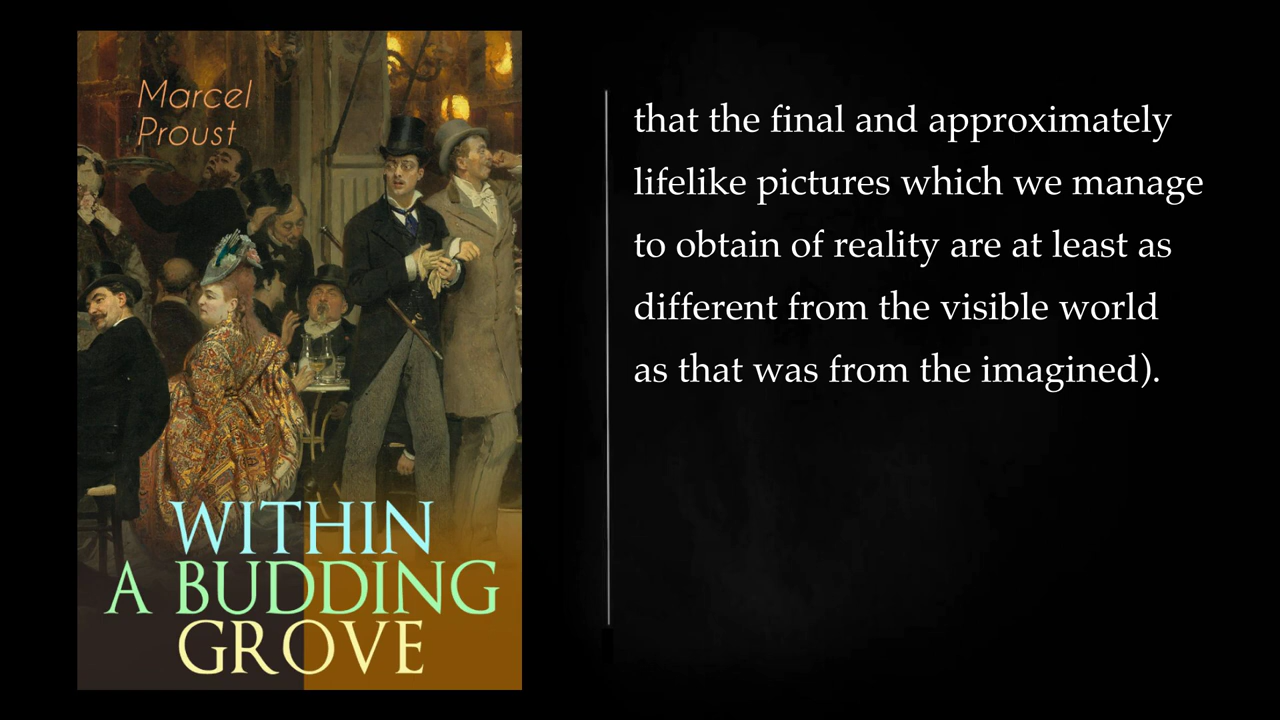 Marcel
Proust
WITHIN
A BUDDING
GROVE
that the final and approximately
lifelike pictures which we manage
to obtain of reality are at least as
different from the visible world
as that was from the imagined).